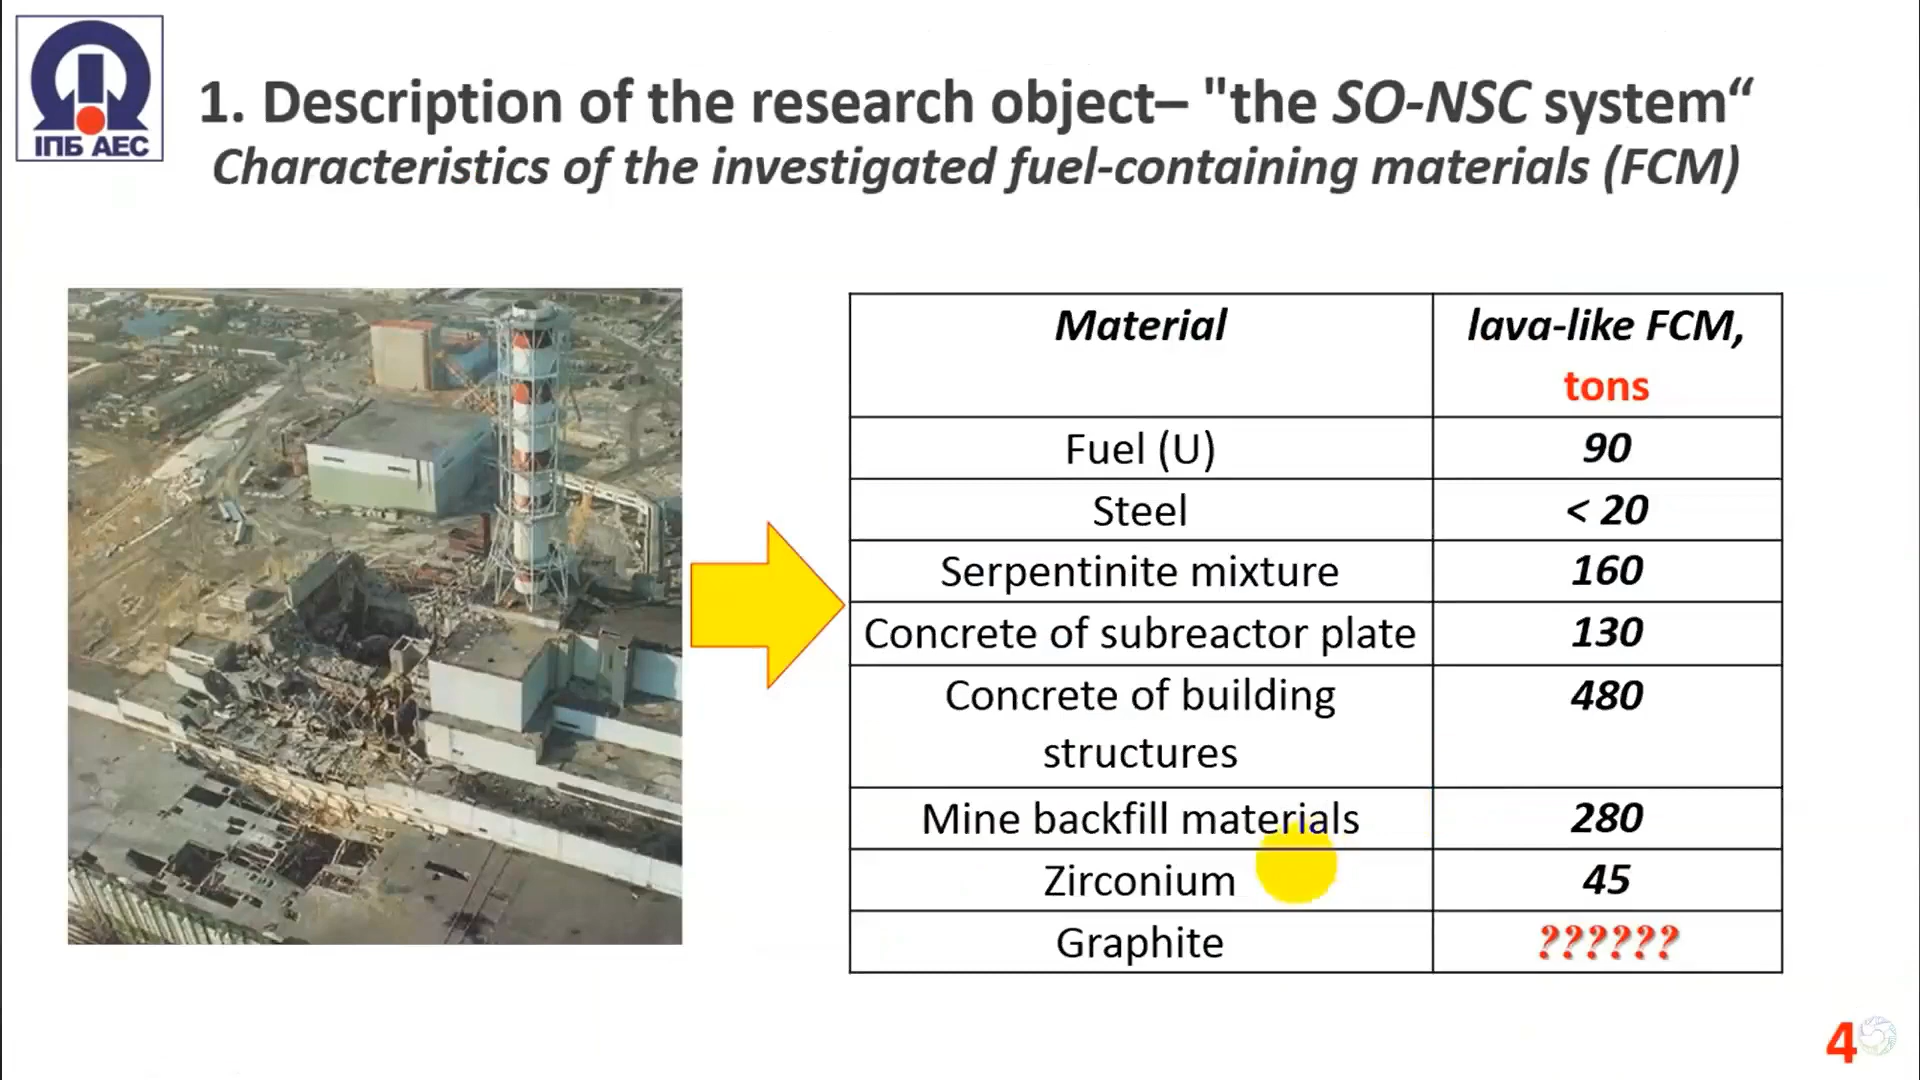 ІПБ АЕС
1. Description of the research object– "the SO-NSC system“
Characteristics of the investigated fuel-containing materials (FCM)
Material
lava-like FCM,
tons
Fuel (U)
90
Steel
< 20
Serpentinite mixture
160
Concrete of subreactor plate
130
Concrete of building
structures
480
Mine backfill materials
280
Zirconium
45
Graphite
??????
4